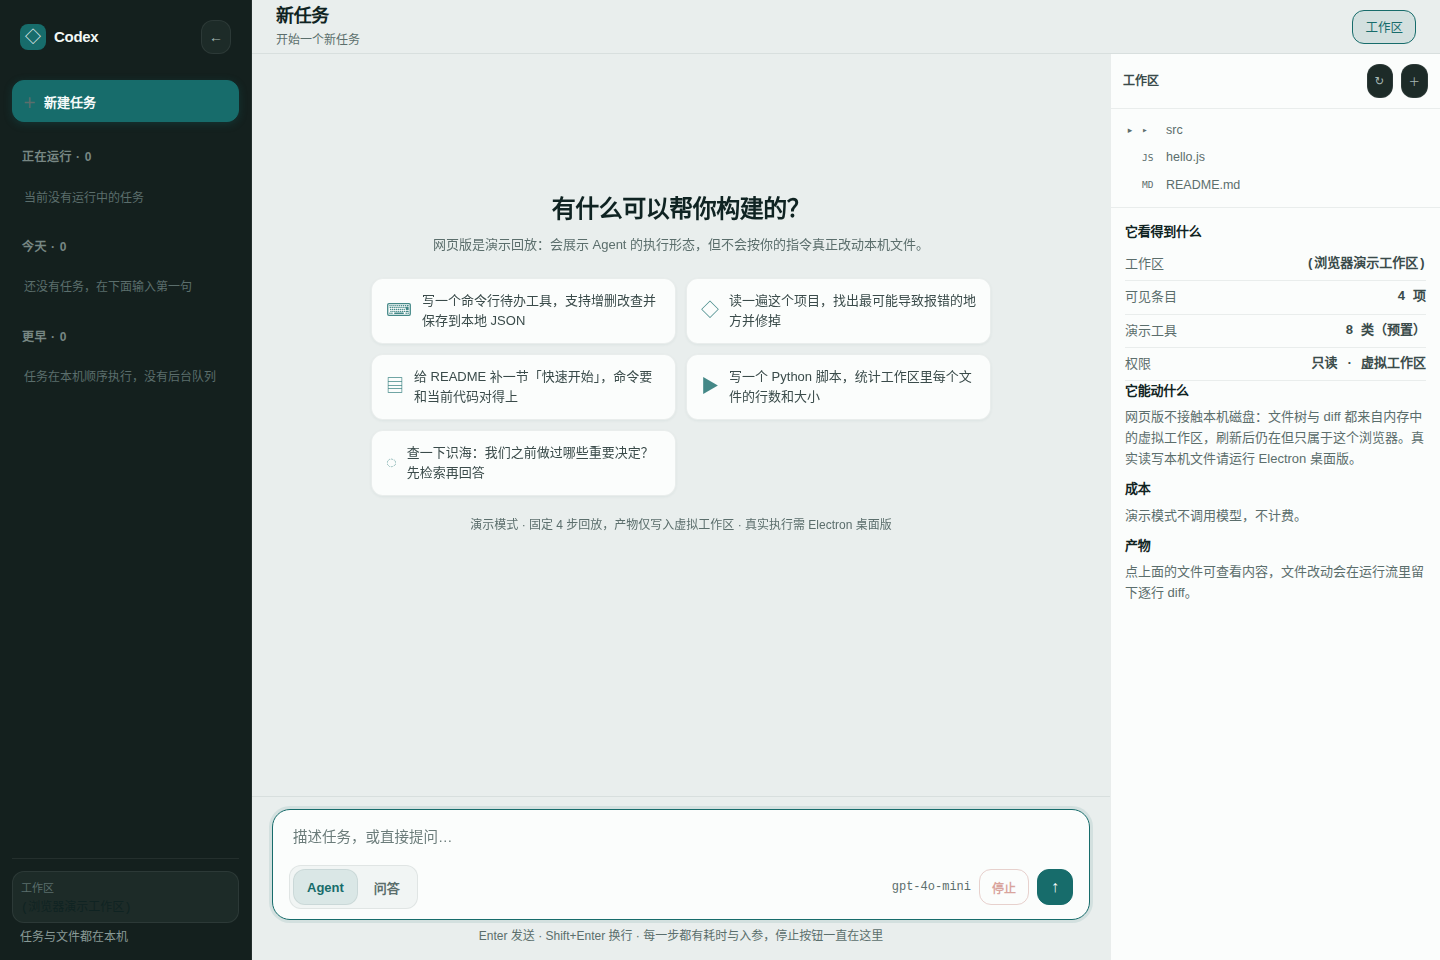 Codex
←
＋ 新建任务
正在运行 · 0
当前没有运行中的任务
今天 · 0
还没有任务，在下面输入第一句
更早 · 0
任务在本机顺序执行，没有后台队列
工作区
(浏览器演示工作区)
任务与文件都在本机
新任务
开始一个新任务
工作区
有什么可以帮你构建的？
网页版是演示回放：会展示 Agent 的执行形态，但不会按你的指令真正改动本机文件。
写一个命令行待办工具，支持增删改查并
保存到本地 JSON
读一遍这个项目，找出最可能导致报错的地
方并修掉
给 README 补一节「快速开始」，命令要
和当前代码对得上
写一个 Python 脚本，统计工作区里每个文
件的行数和大小
查一下识海：我们之前做过哪些重要决定？
先检索再回答
演示模式 · 固定 4 步回放，产物仅写入虚拟工作区 · 真实执行需 Electron 桌面版
描述任务，或直接提问…
Agent 问答
gpt-4o-mini 停止 ↑
Enter 发送 · Shift+Enter 换行 · 每一步都有耗时与入参，停止按钮一直在这里
工作区
↻ ＋
▸ ▸ src
JS hello.js
MD README.md
它看得到什么
工作区 (浏览器演示工作区)
可见条目 4 项
演示工具 8 类（预置）
权限 只读 · 虚拟工作区
它能动什么
网页版不接触本机磁盘：文件树与 diff 都来自内存中
的虚拟工作区，刷新后仍在但只属于这个浏览器。真
实读写本机文件请运行 Electron 桌面版。
成本
演示模式不调用模型，不计费。
产物
点上面的文件可查看内容，文件改动会在运行流里留
下逐行 diff。